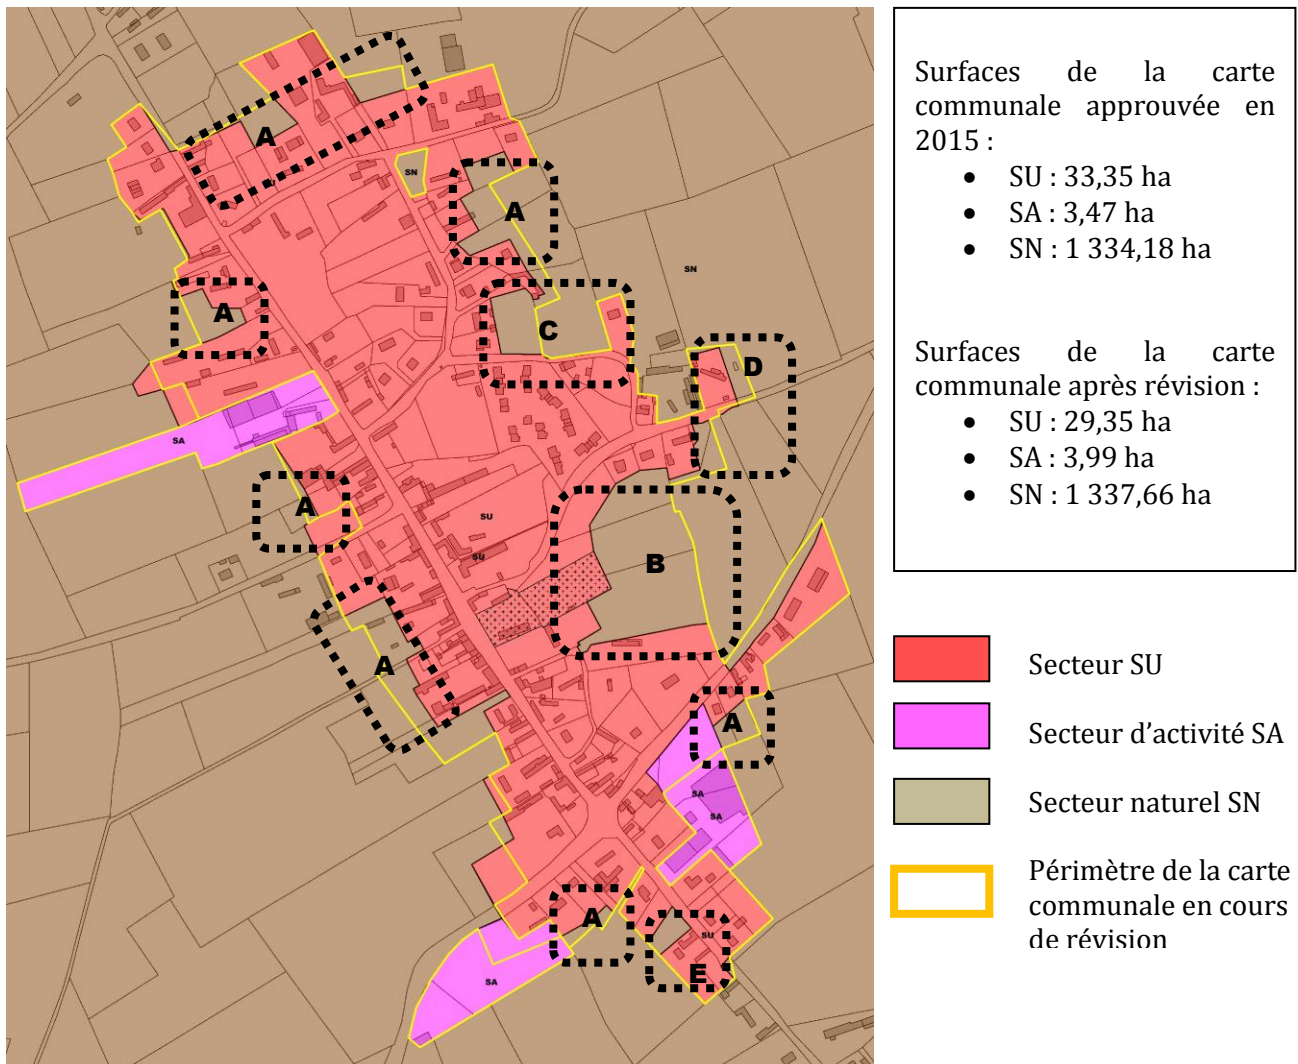 Surfaces de la carte
communale approuvée en
2015 :
• SU : 33,35 ha
• SA : 3,47 ha
• SN : 1 334,18 ha
Surfaces de la carte
communale après révision :
• SU : 29,35 ha
• SA : 3,99 ha
• SN : 1 337,66 ha
Secteur SU
Secteur d'activité SA
Secteur naturel SN
Périmètre de la carte
communale en cours
de révision
A
SN
A
SN
A
C
D
SA
A
SU
SU
B
A
A
SA
SA
A
SU
E
SA